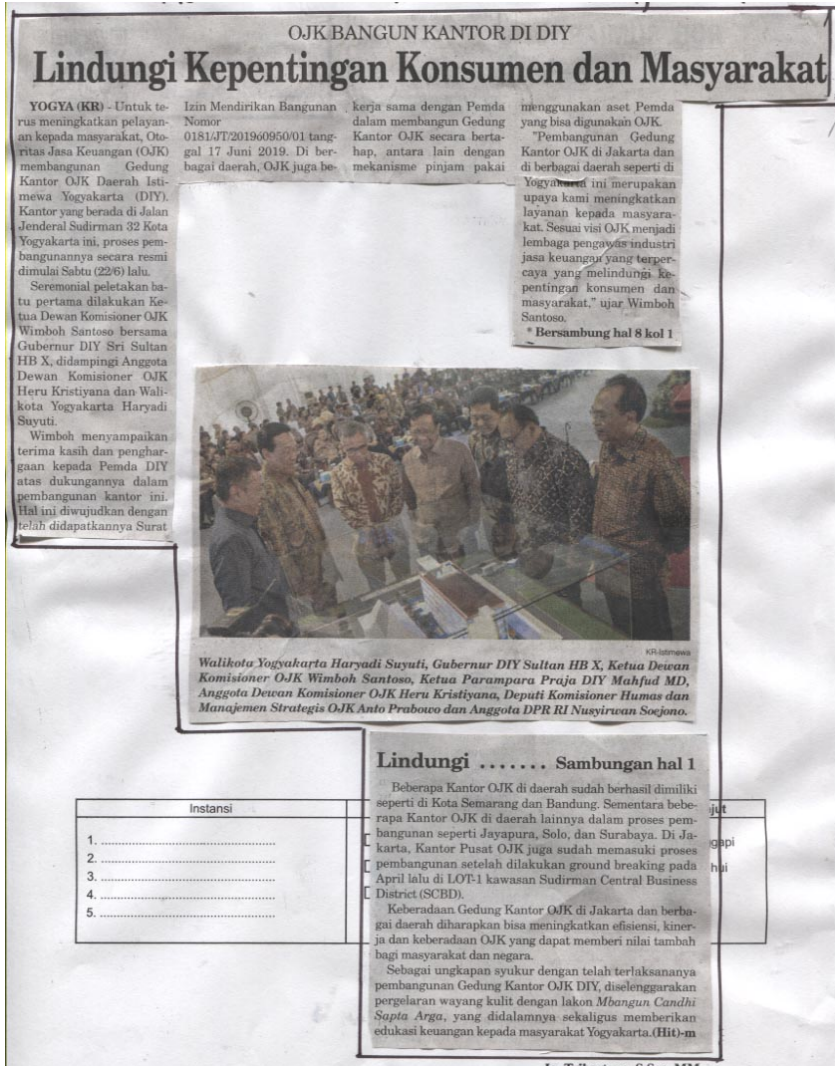 OJK BANGUN KANTOR DI DIY
Lindungi Kepentingan Konsumen dan Masyarakat
YOGYA (KR) - Untuk te-
rus meningkatkan pelayan-
an kepada masyarakat, Oto-
ritas Jasa Keuangan (OJK)
membangunan Gedung
Kantor OJK Daerah Isti-
mewa Yogyakarta (DIY).
Kantor yang berada di Jalan
Jenderal Sudirman 32 Kota
Yogyakarta ini, proses pem-
bangunannya secara resmi
dimulai Sabtu (22/6) lalu.
Seremonial peletakan ba-
tu pertama dilakukan Ke-
tua Dewan Komisioner OJK
Wimboh Santoso bersama
Gubernur DIY Sri Sultan
HB X, didampingi Anggota
Dewan Komisioner OJK
Heru Kristiyana dan Wali-
kota Yogyakarta Haryadi
Suyuti.
Wimboh menyampaikan
terima kasih dan penghar-
gaan kepada Pemda DIY
atas dukungannya dalam
pembangunan kantor ini.
Hal ini diwujudkan dengan
telah didapatkannya Surat
Izin Mendirikan Bangunan
Nomor
0181/JT/201960950/01 tang-
gal 17 Juni 2019. Di ber-
bagai daerah, OJK juga be-
kerja sama dengan Pemda
dalam membangun Gedung
Kantor OJK secara berta-
hap, antara lain dengan
mekanisme pinjam pakai
menggunakan aset Pemda
yang bisa digunakan OJK.
"Pembangunan Gedung
Kantor OJK di Jakarta dan
di berbagai daerah seperti di
Yogyakarta ini merupakan
upaya kami meningkatkan
layanan kepada masyara-
kat. Sesuai visi OJK menjadi
lembaga pengawas industri
jasa keuangan yang terper-
caya yang melindungi ke-
pentingan konsumen dan
masyarakat," ujar Wimboh
Santoso.
* Bersambung hal 8 kol 1
KR-Istimewa
Walikota Yogyakarta Haryadi Suyuti, Gubernur DIY Sultan HB X, Ketua Dewan
Komisioner OJK Wimboh Santoso, Ketua Parampara Praja DIY Mahfud MD,
Anggota Dewan Komisioner OJK Heru Kristiyana, Deputi Komisioner Humas dan
Manajemen Strategis OJK Anto Prabowo dan Anggota DPR RI Nusyirwan Soejono.
Lindungi ....... Sambungan hal 1
Beberapa Kantor OJK di daerah sudah berhasil dimiliki
seperti di Kota Semarang dan Bandung. Sementara bebe-
rapa Kantor OJK di daerah lainnya dalam proses pem-
bangunan seperti Jayapura, Solo, dan Surabaya. Di Ja-
karta, Kantor Pusat OJK juga sudah memasuki proses
pembangunan setelah dilakukan ground breaking pada
April lalu di LOT-1 kawasan Sudirman Central Business
District (SCBD).
Keberadaan Gedung Kantor OJK di Jakarta dan berba-
gai daerah diharapkan bisa meningkatkan efisiensi, kiner-
ja dan keberadaan OJK yang dapat memberi nilai tambah
bagi masyarakat dan negara.
Sebagai ungkapan syukur dengan telah terlaksananya
pembangunan Gedung Kantor OJK DIY, diselenggarakan
pergelaran wayang kulit dengan lakon Mbangun Candhi
Sapta Arga, yang didalamnya sekaligus memberikan
edukasi keuangan kepada masyarakat Yogyakarta.(Hit)-m
Instansi
1. ........................................
2. ........................................
3. ........................................
4. ........................................
5. ........................................